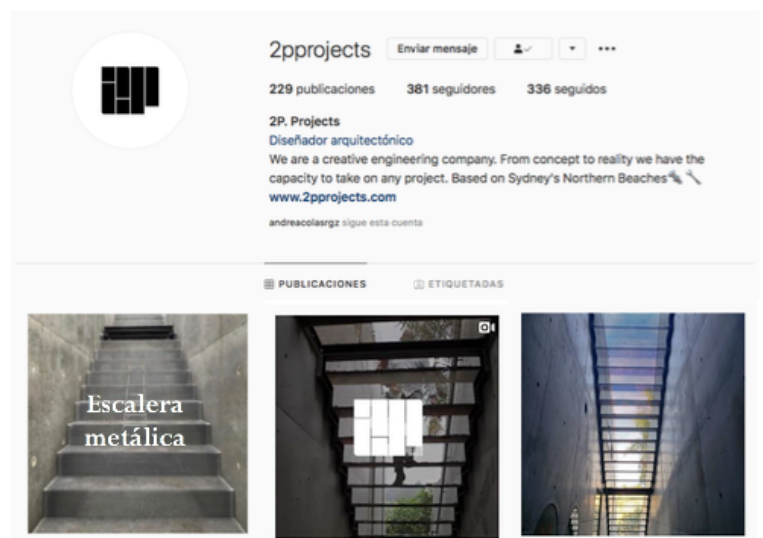 2pprojects Enviar mensaje
229 publicaciones 381 seguidores 336 seguidos
2P. Projects
Diseñador arquitectónico
We are a creative engineering company. From concept to reality we have the
capacity to take on any project. Based on Sydney's Northern Beaches🔩🔧
www.2pprojects.com
andreacolasrgz sigue esta cuenta
PUBLICACIONES ETIQUETADAS
Escalera
metálica